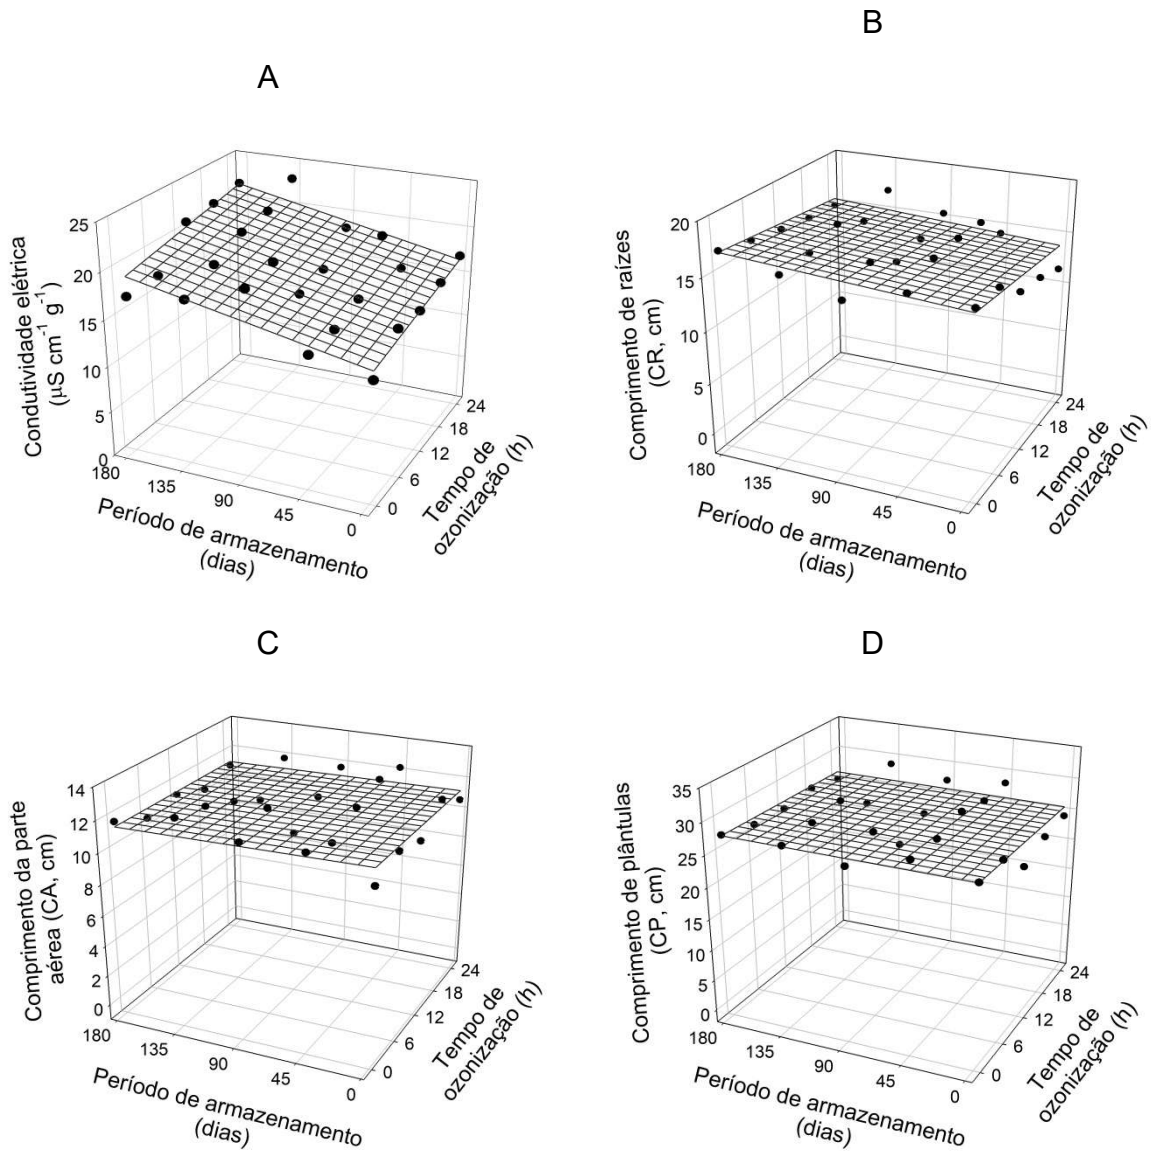 B
A
25
20
15
10
5
0
Condutividade elétrica
(μS cm⁻¹ g⁻¹)
180
135
90
45
0
Período de armazenamento
(dias)
0
6
12
18
24
Tempo de
ozonização (h)
20
15
10
5
0
Comprimento de raízes
(CR, cm)
180
135
90
45
0
Período de armazenamento
(dias)
0
6
12
18
24
Tempo de
ozonização (h)
C
D
14
12
10
8
6
4
2
0
Comprimento da parte
aérea (CA, cm)
180
135
90
45
0
Período de armazenamento
(dias)
0
6
12
18
24
Tempo de
ozonização (h)
35
30
25
20
15
10
5
0
Comprimento de plântulas
(CP, cm)
180
135
90
45
0
Período de armazenamento
(dias)
0
6
12
18
24
Tempo de
ozonização (h)